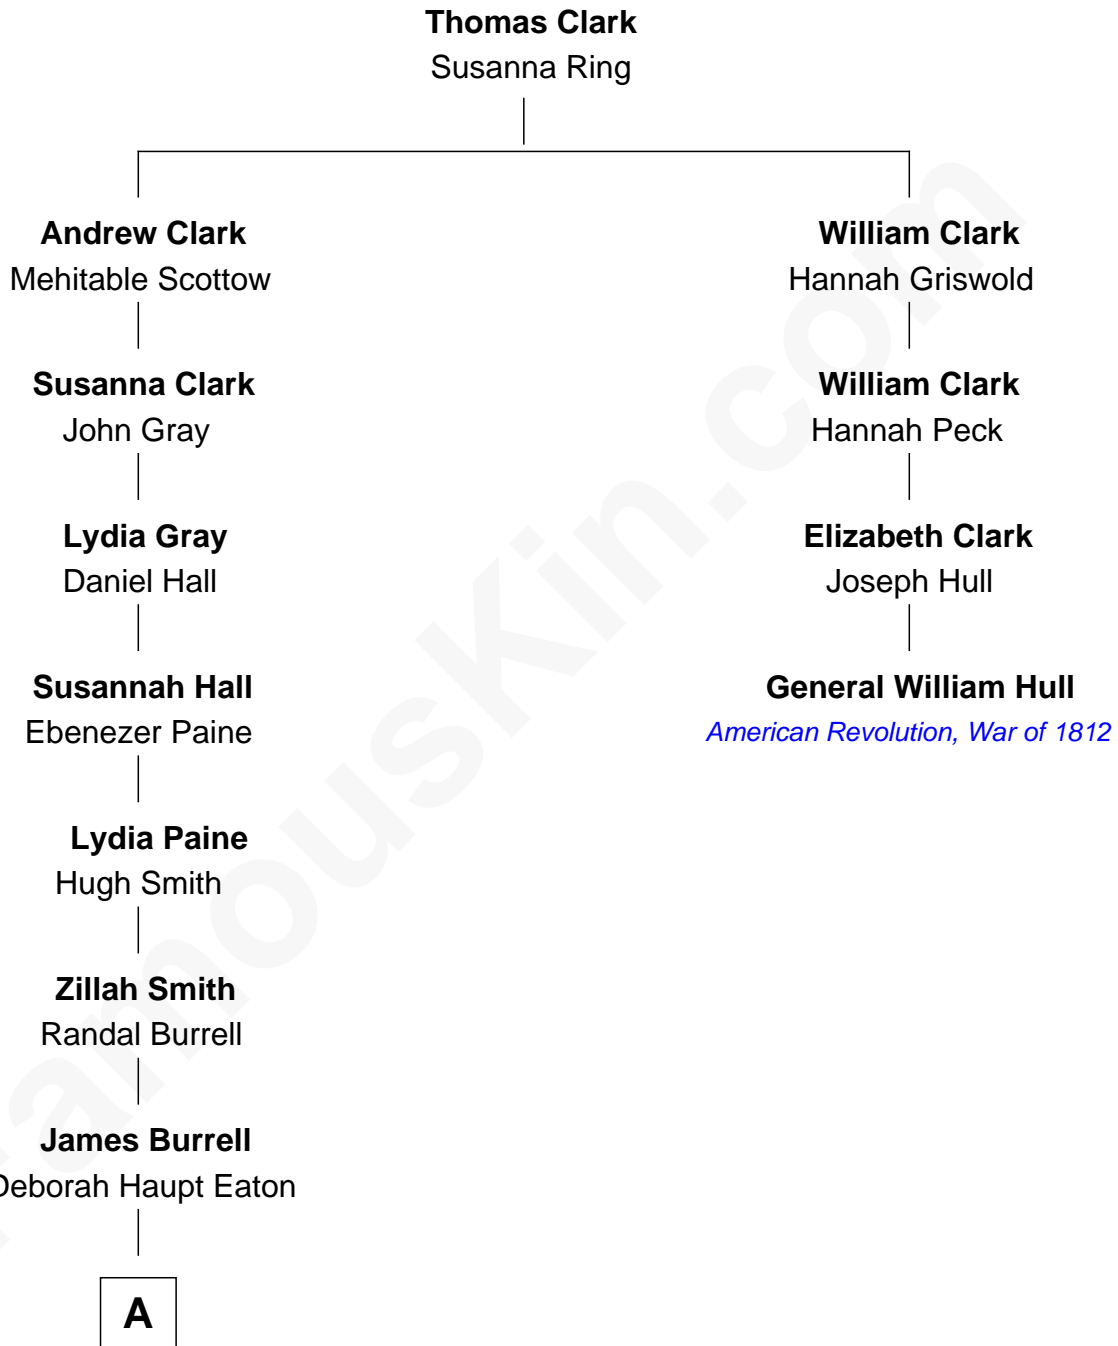 Thomas Clark
Susanna Ring
Andrew Clark
Mehitable Scottow
Susanna Clark
John Gray
Lydia Gray
Daniel Hall
Susannah Hall
Ebenezer Paine
Lydia Paine
Hugh Smith
Zillah Smith
Randal Burrell
James Burrell
Deborah Haupt Eaton
A
William Clark
Hannah Griswold
William Clark
Hannah Peck
Elizabeth Clark
Joseph Hull
General William Hull
American Revolution, War of 1812
FamousKin.com